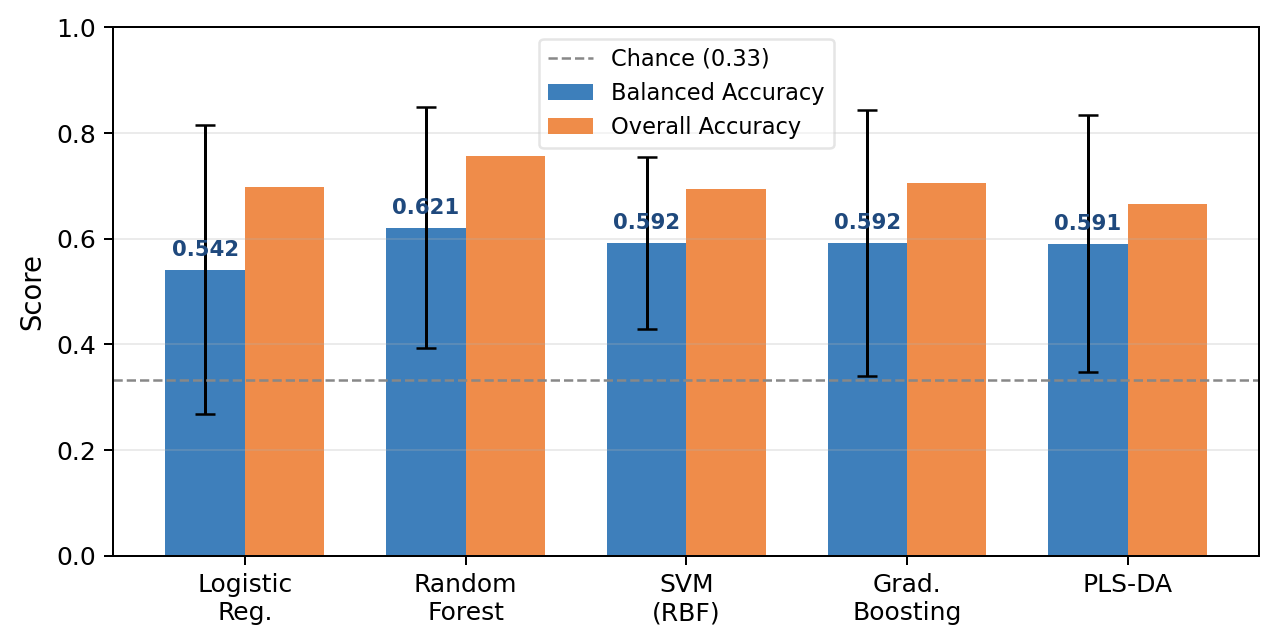 1.0
0.8
0.6
0.4
0.2
0.0
Score
Chance (0.33)
Balanced Accuracy
Overall Accuracy
0.542
0.621
0.592
0.592
0.591
Logistic
Reg.
Random
Forest
SVM
(RBF)
Grad.
Boosting
PLS-DA